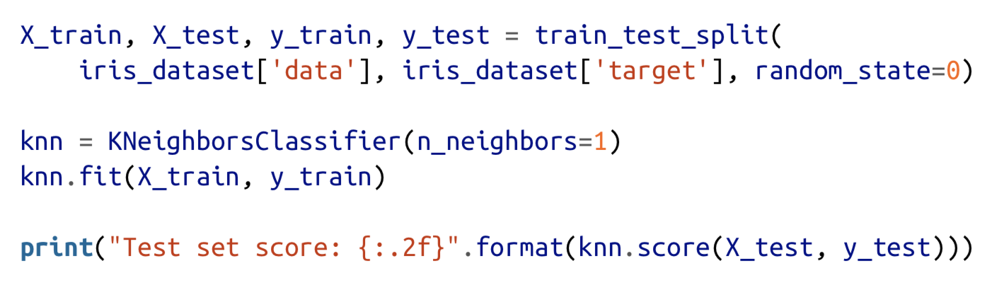 X_train, X_test, y_train, y_test = train_test_split(
    iris_dataset['data'], iris_dataset['target'], random_state=0)
knn = KNeighborsClassifier(n_neighbors=1)
knn.fit(X_train, y_train)
print("Test set score: {:.2f}".format(knn.score(X_test, y_test)))